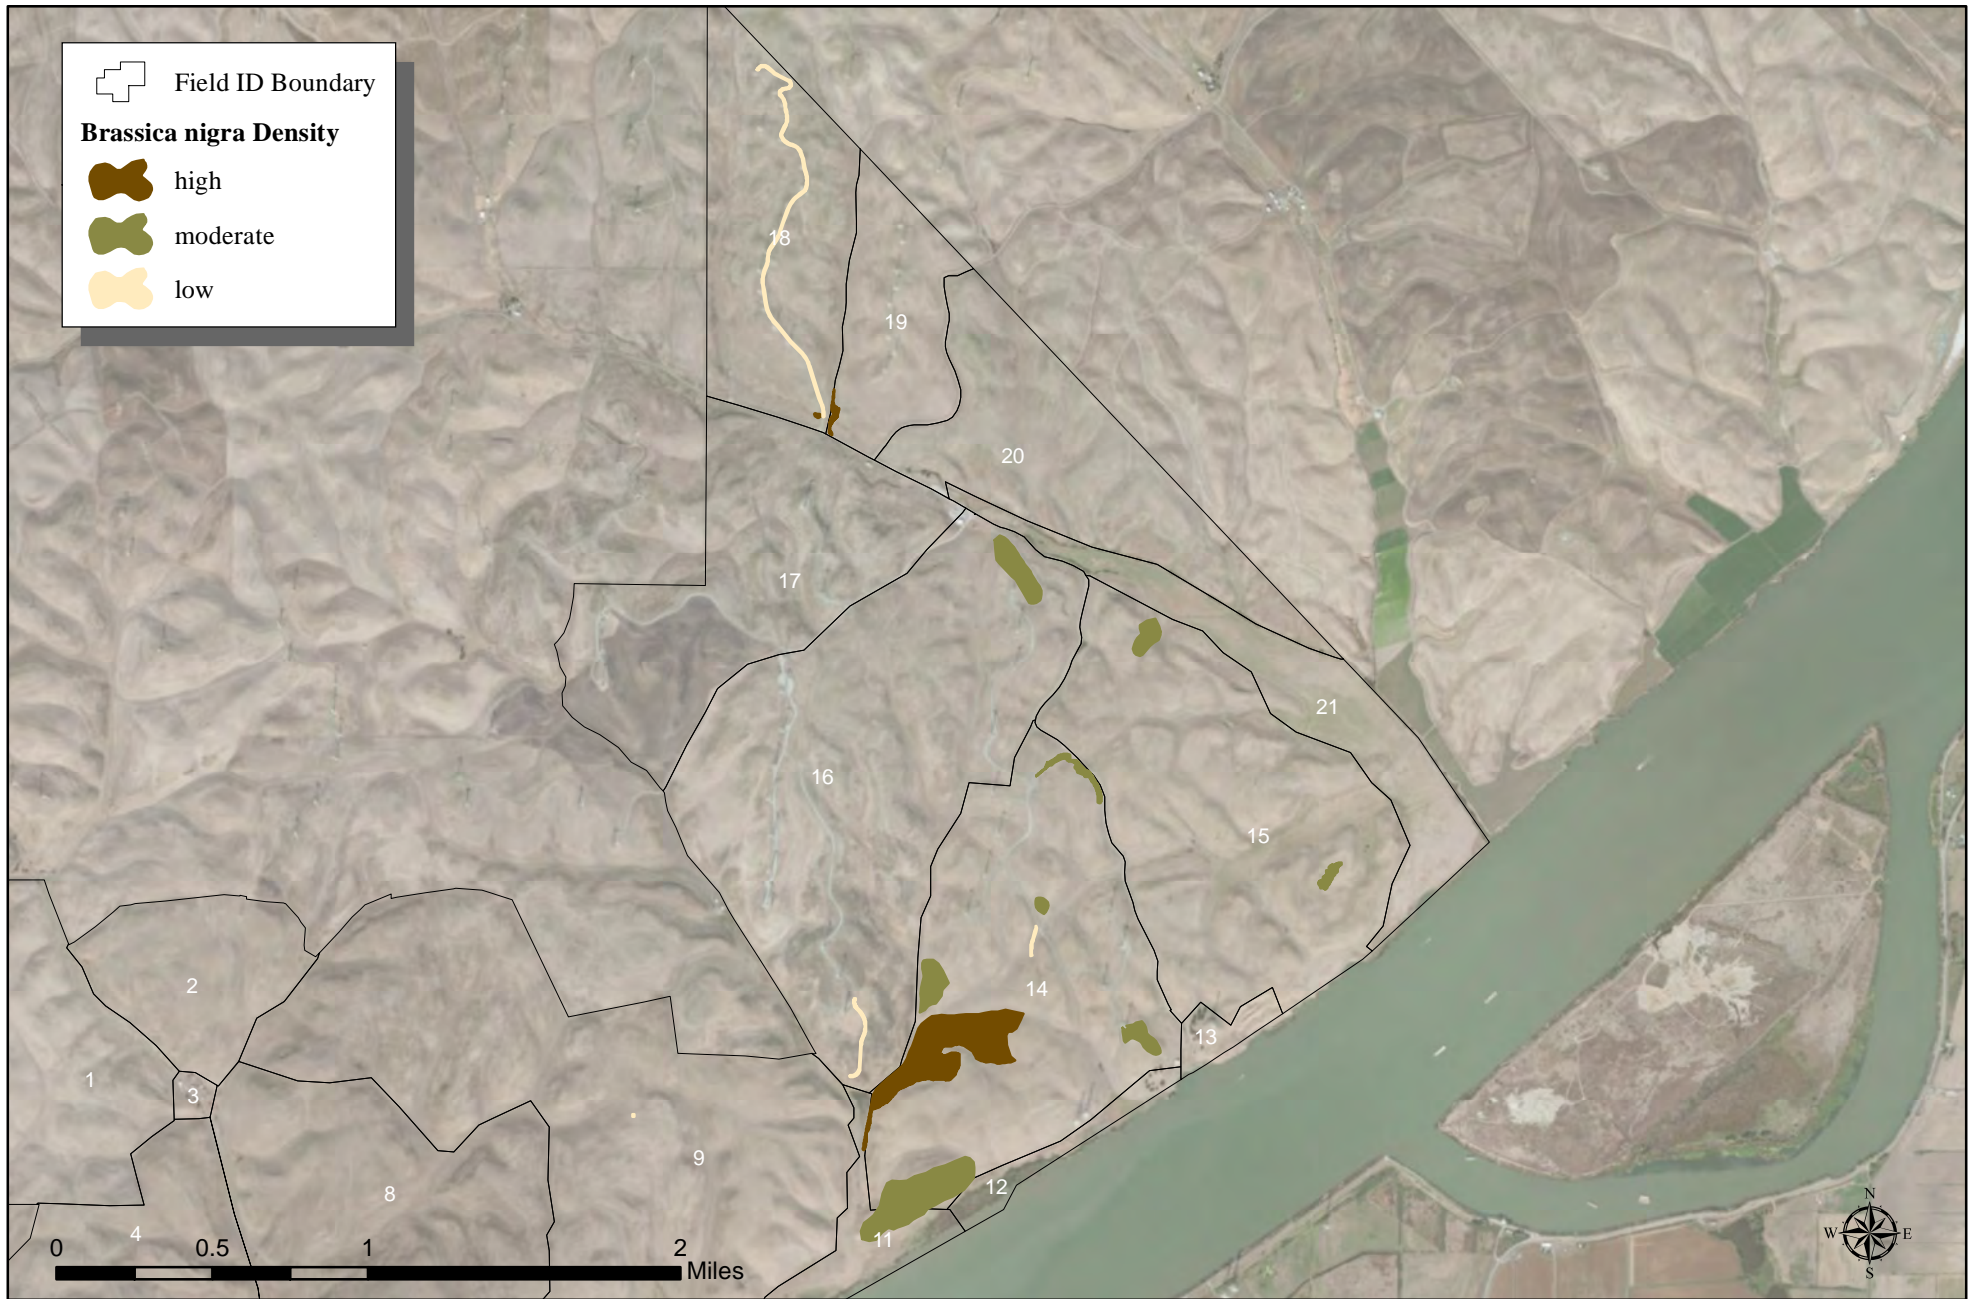 Field ID Boundary
Brassica nigra Density
high
moderate
low
18
19
20
17
21
16
15
2
14
13
1
3
9
12
8
4
11
0 0.5 1 2
Miles
N
W E
S